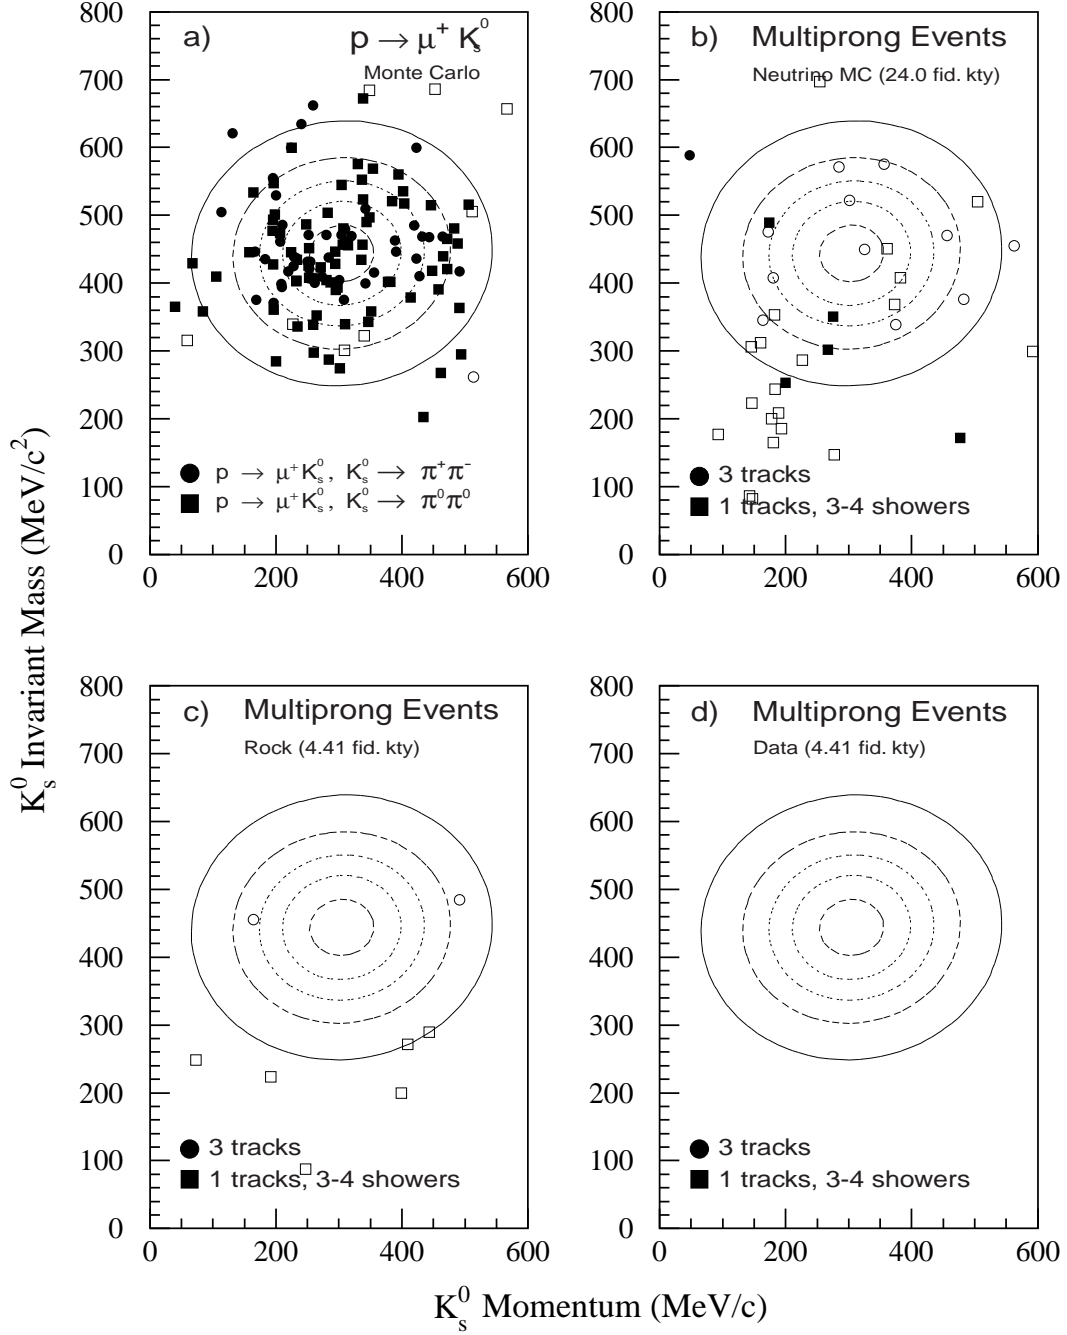 a)
p → μ⁺ K⁰ₛ
Monte Carlo
p → μ⁺K⁰ₛ, K⁰ₛ → π⁺π⁻
p → μ⁺K⁰ₛ, K⁰ₛ → π⁰π⁰
800
700
600
500
400
300
200
100
0
0 200 400 600
b) Multiprong Events
Neutrino MC (24.0 fid. kty)
3 tracks
1 tracks, 3-4 showers
800
700
600
500
400
300
200
100
0
0 200 400 600
K⁰ₛ Invariant Mass (MeV/c²)
c) Multiprong Events
Rock (4.41 fid. kty)
3 tracks
1 tracks, 3-4 showers
800
700
600
500
400
300
200
100
0
0 200 400 600
d) Multiprong Events
Data (4.41 fid. kty)
3 tracks
1 tracks, 3-4 showers
800
700
600
500
400
300
200
100
0
0 200 400 600
K⁰ₛ Momentum (MeV/c)